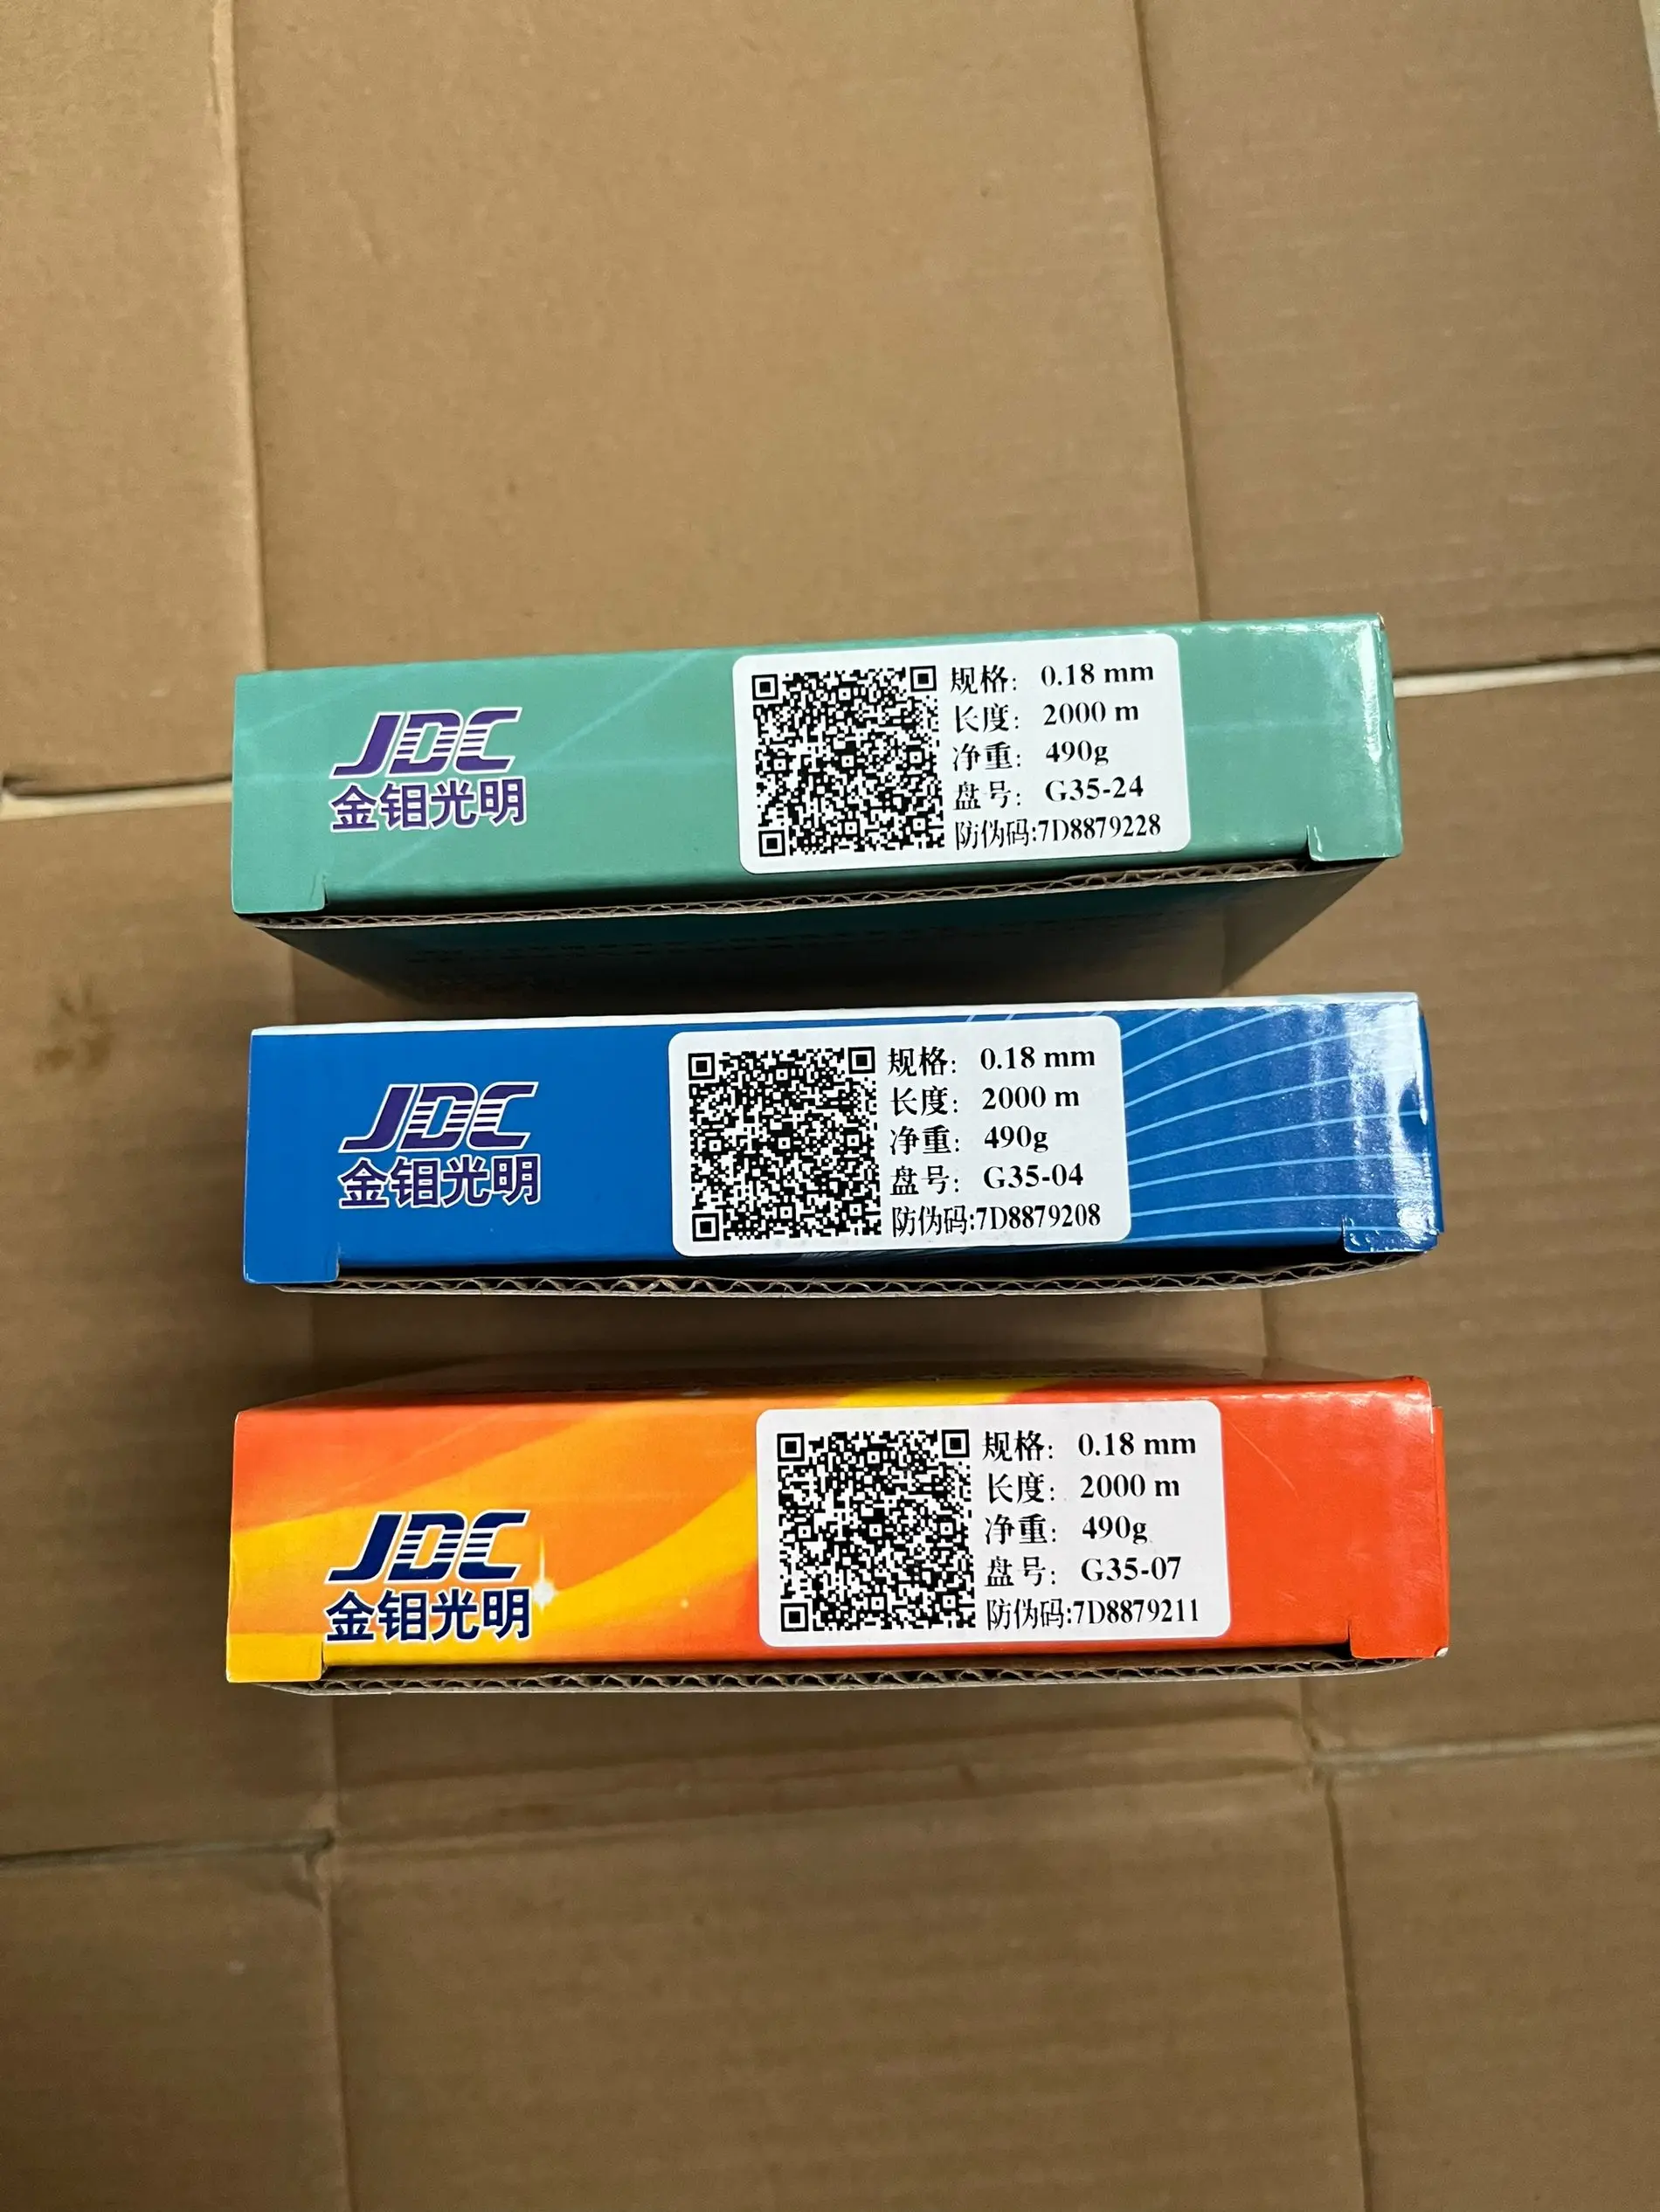 JDC
金钼光明
规格: 0.18 mm
长度: 2000 m
净重: 490g
盘号: G35-24
防伪码:7D8879228
JDC
金钼光明
规格: 0.18 mm
长度: 2000 m
净重: 490g
盘号: G35-04
防伪码:7D8879208
JDC
金钼光明
规格: 0.18 mm
长度: 2000 m
净重: 490g
盘号: G35-07
防伪码:7D8879211